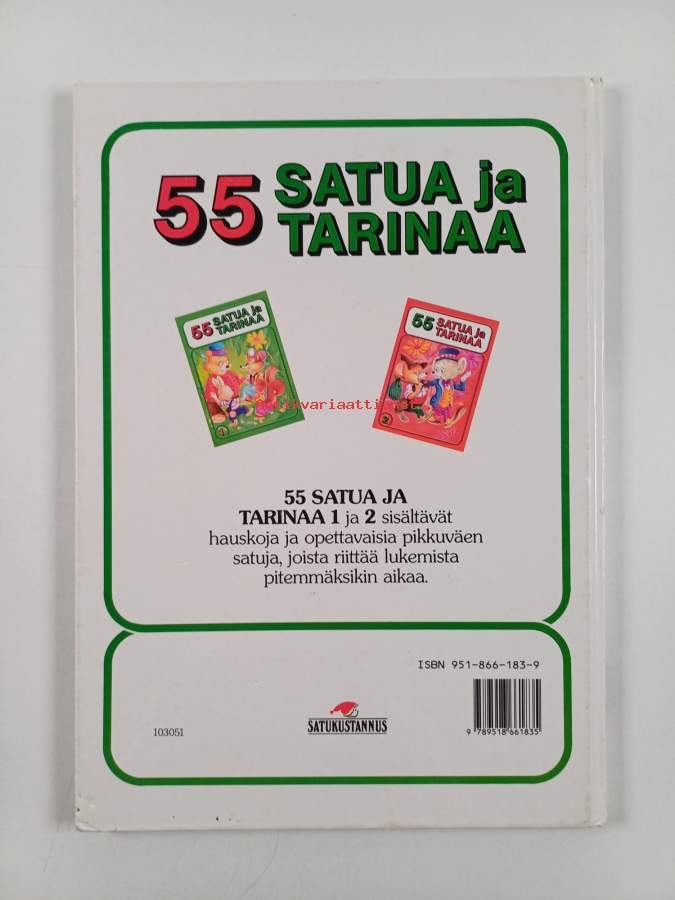 55 SATUA ja
TARINAA
55 SATUA ja
TARINAA
1
55 SATUA ja
TARINAA
2
55 SATUA JA
TARINAA 1 ja 2 sisältävät
hauskoja ja opettavaisia pikkuväen
satuja, joista riittää lukemista
pitemmäksikin aikaa.
ISBN 951-866-183-9
103051
SATUKUSTANNUS
9 789518 661835